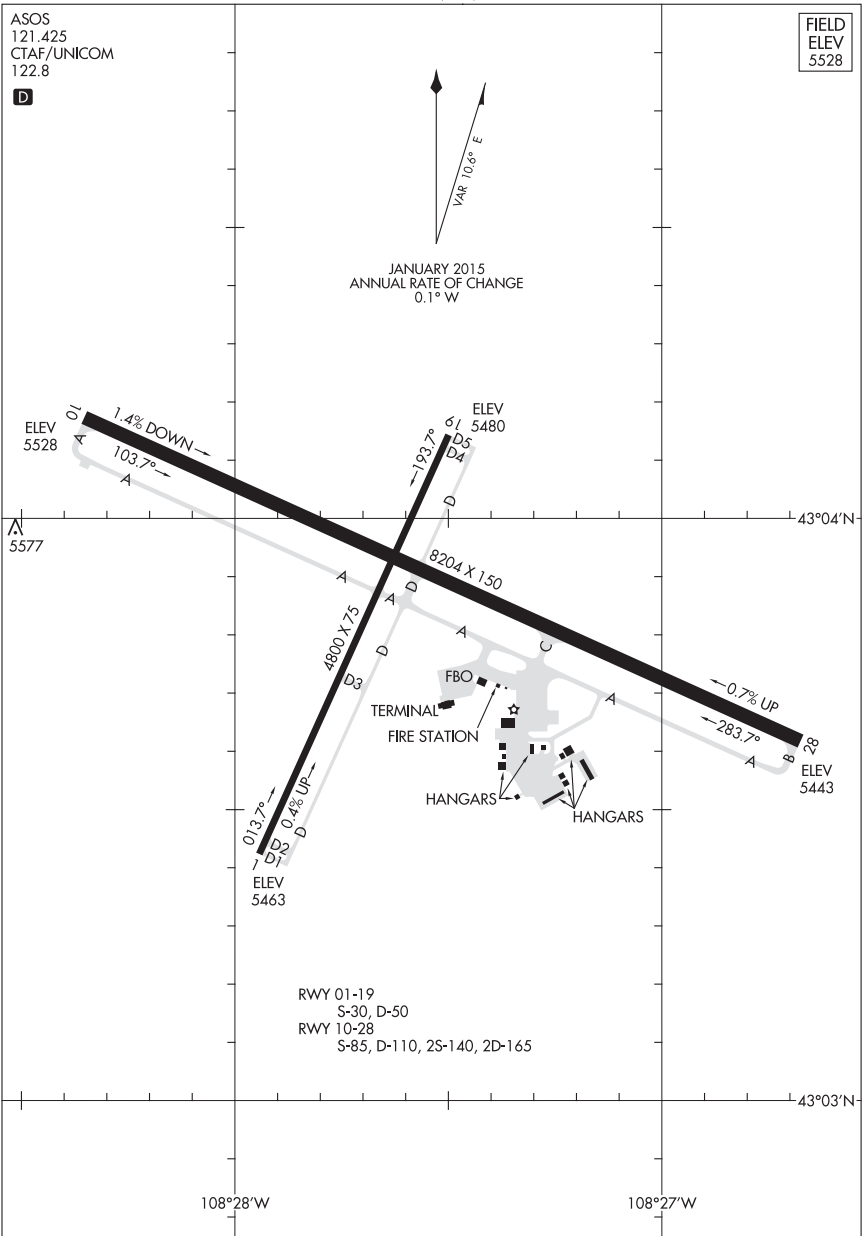 ASOS
121.425
CTAF/UNICOM
122.8
D
FIELD
ELEV
5528
VAR 10.6° E
JANUARY 2015
ANNUAL RATE OF CHANGE
0.1° W
10
ELEV
5528
1.4% DOWN
103.7°
A
A
19
ELEV
5480
D5
D4
193.7°
D
43°04'N
5577
8204 X 150
A
A
D
A
C
4800 X 75
D
D3
FBO
TERMINAL
FIRE STATION
A
0.7% UP
283.7°
A
B
28
ELEV
5443
HANGARS
HANGARS
013.7°
0.4% UP
D
D2
D1
1
ELEV
5463
RWY 01-19
S-30, D-50
RWY 10-28
S-85, D-110, 2S-140, 2D-165
43°03'N
108°28'W
108°27'W